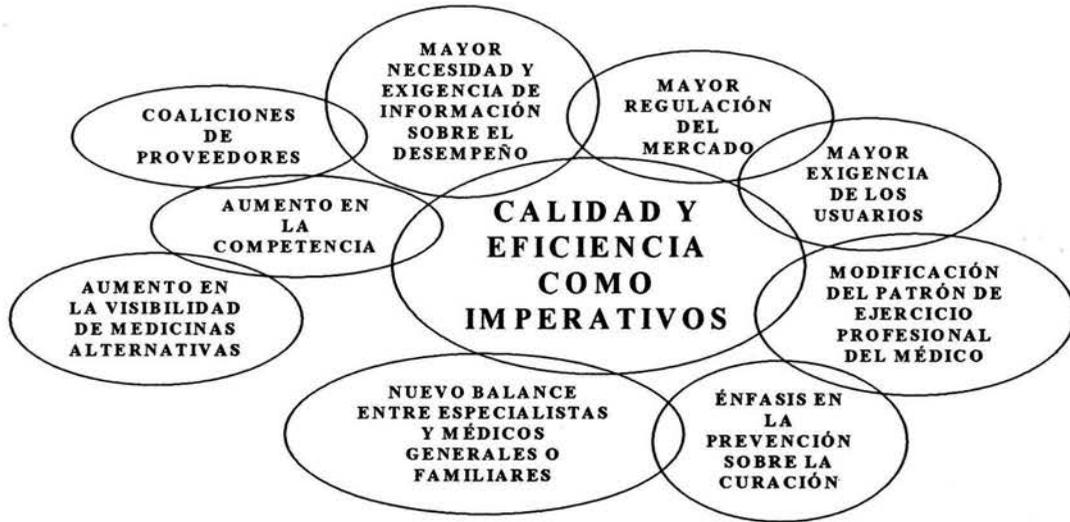 MAYOR
NECESIDAD Y
EXIGENCIA DE
INFORMACIÓN
SOBRE EL
DESEMPEÑO
MAYOR
REGULACIÓN
DEL
MERCADO
COALICIONES
DE
PROVEEDORES
MAYOR
EXIGENCIA
DE LOS
USUARIOS
AUMENTO EN
LA
COMPETENCIA
CALIDAD Y
EFICIENCIA
COMO
IMPERATIVOS
AUMENTO EN
LA VISIBILIDAD
DE MEDICINAS
ALTERNATIVAS
MODIFICACIÓN
DEL PATRÓN DE
EJERCICIO
PROFESIONAL
DEL MÉDICO
NUEVO BALANCE
ENTRE ESPECIALISTAS
Y MÉDICOS
GENERALES O
FAMILIARES
ÉNFASIS EN
LA
PREVENCIÓN
SOBRE LA
CURACIÓN